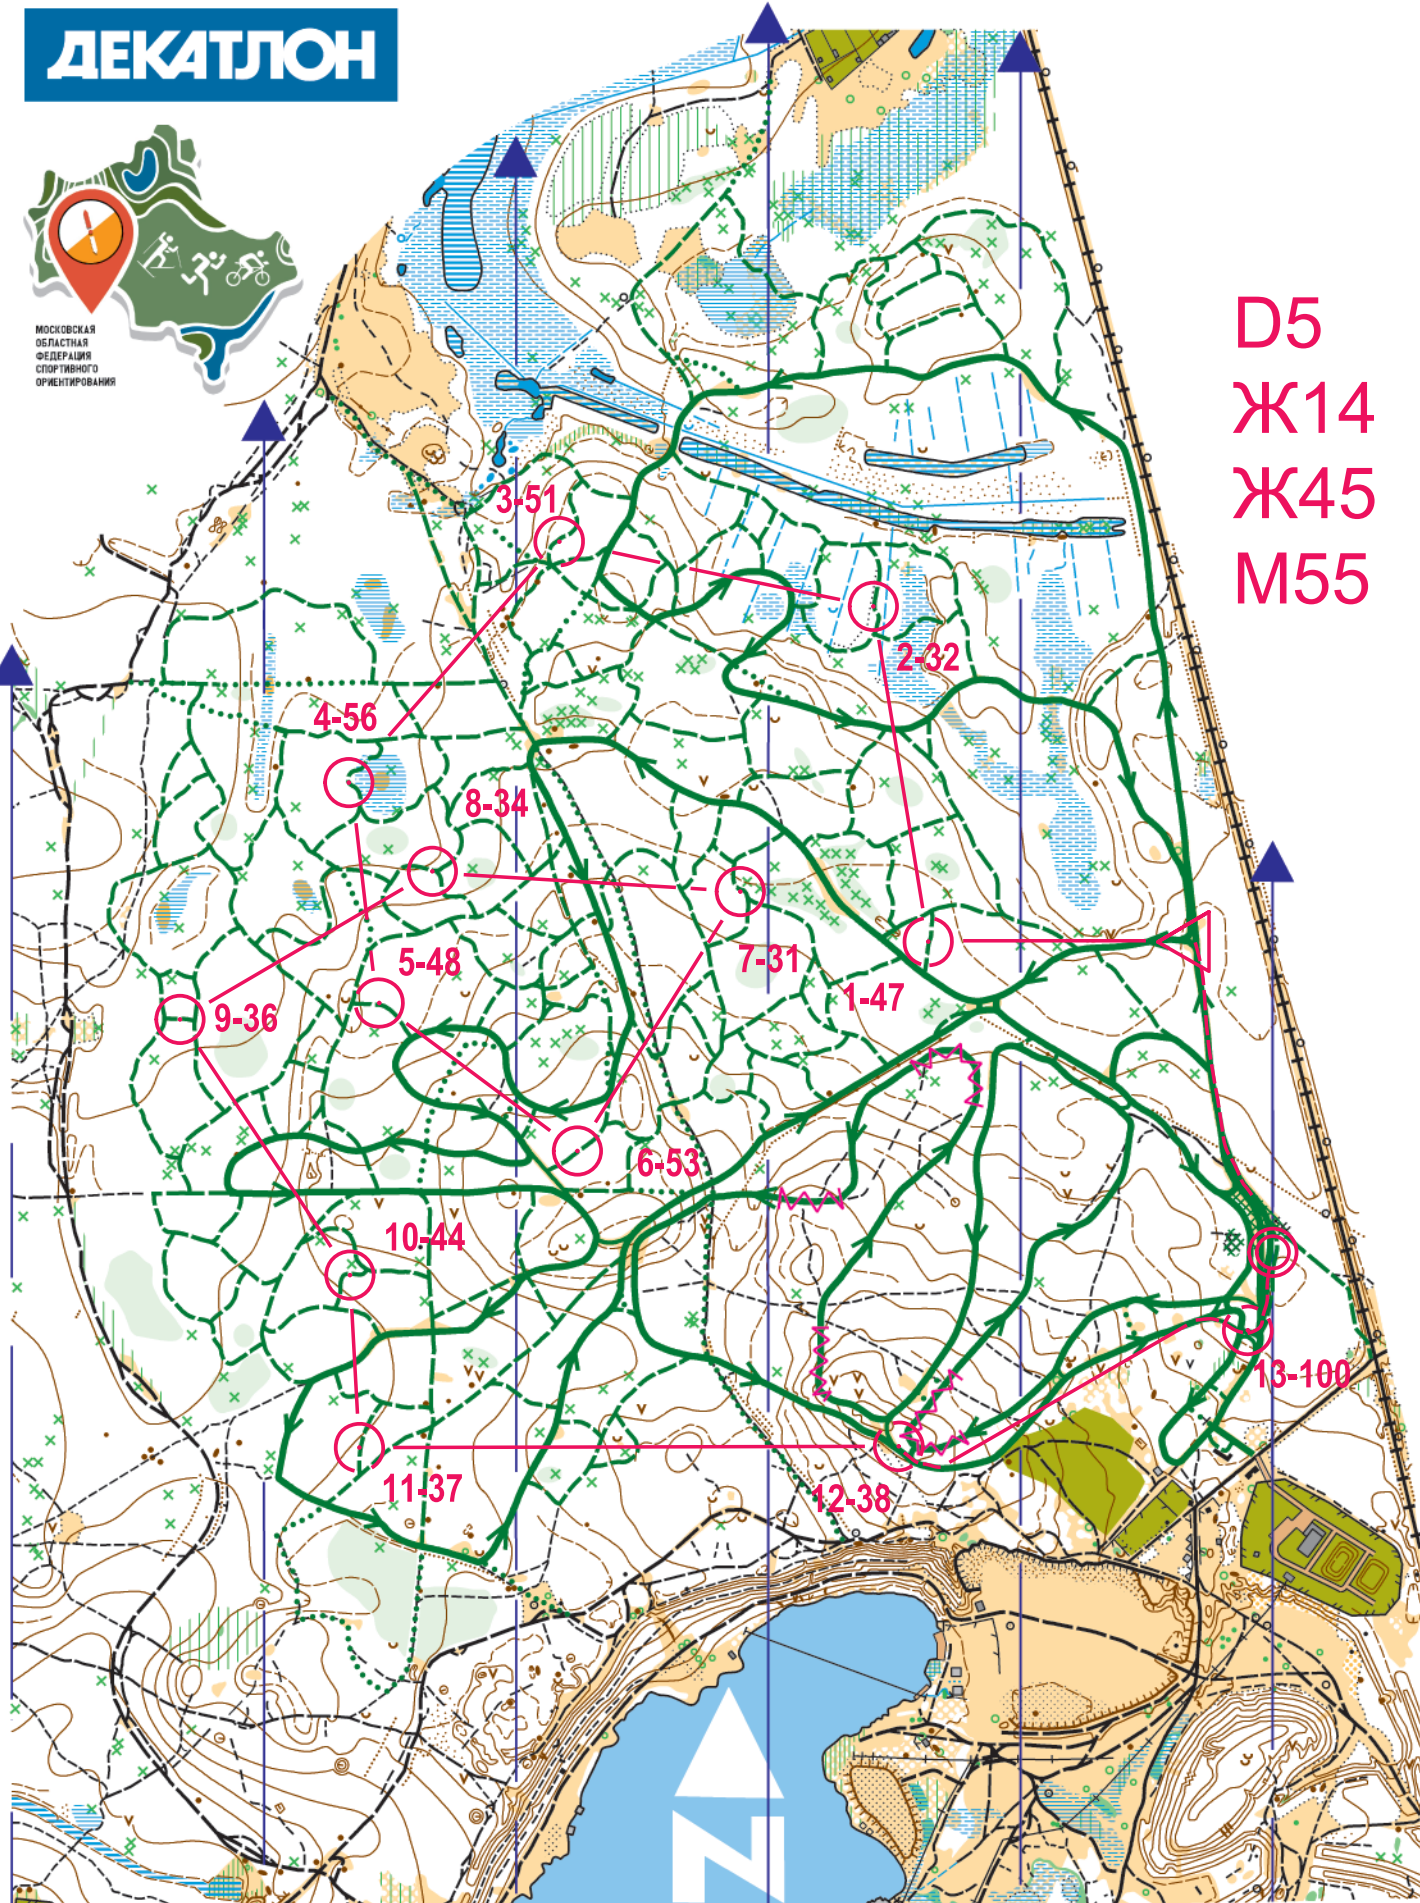 ДЕКАТЛОН
МОСКОВСКАЯ
ОБЛАСТНАЯ
ФЕДЕРАЦИЯ
СПОРТИВНОГО
ОРИЕНТИРОВАНИЯ
D5
Ж14
Ж45
М55
3-51
2-32
4-56
8-34
5-48
7-31
1-47
9-36
6-53
10-44
13-100
11-37
12-38
N